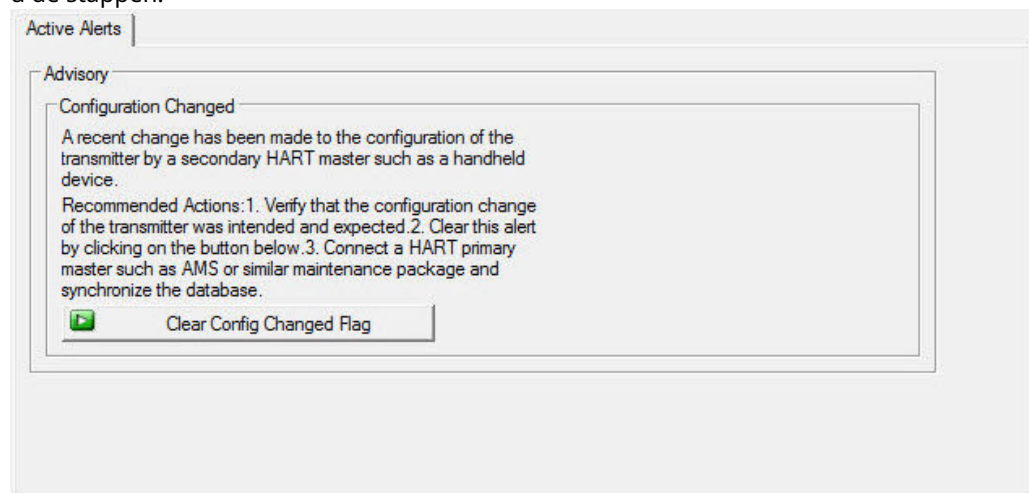 u de stappen.
Active Alerts
Advisory
Configuration Changed
A recent change has been made to the configuration of the
transmitter by a secondary HART master such as a handheld
device.
Recommended Actions:1. Verify that the configuration change
of the transmitter was intended and expected.2. Clear this alert
by clicking on the button below.3. Connect a HART primary
master such as AMS or similar maintenance package and
synchronize the database.
Clear Config Changed Flag